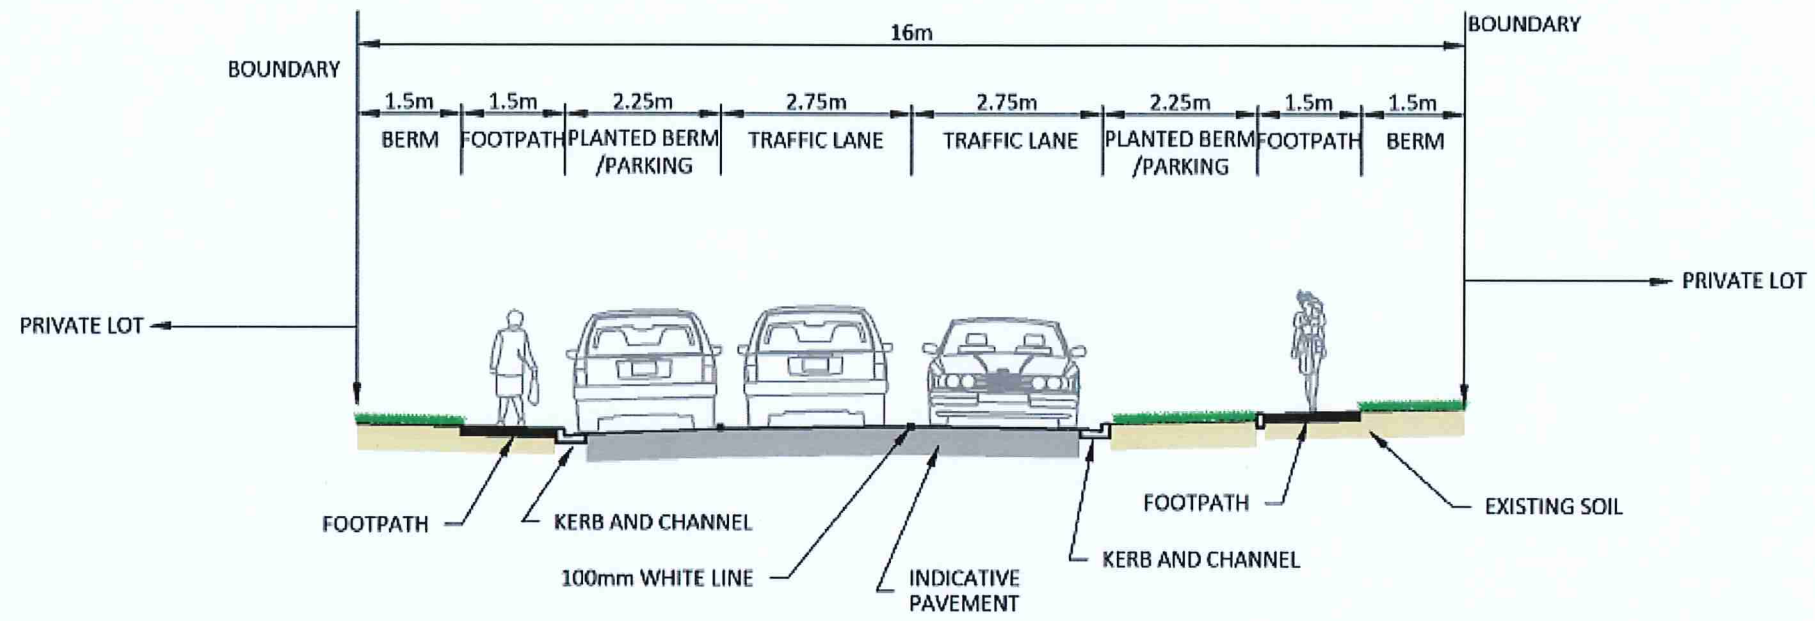 BOUNDARY
16m
BOUNDARY
1.5m 1.5m 2.25m 2.75m 2.75m 2.25m 1.5m 1.5m
BERM FOOTPATH PLANTED BERM TRAFFIC LANE TRAFFIC LANE PLANTED BERM FOOTPATH BERM
/PARKING /PARKING
PRIVATE LOT
PRIVATE LOT
FOOTPATH
KERB AND CHANNEL
FOOTPATH
EXISTING SOIL
100mm WHITE LINE
INDICATIVE
PAVEMENT
KERB AND CHANNEL